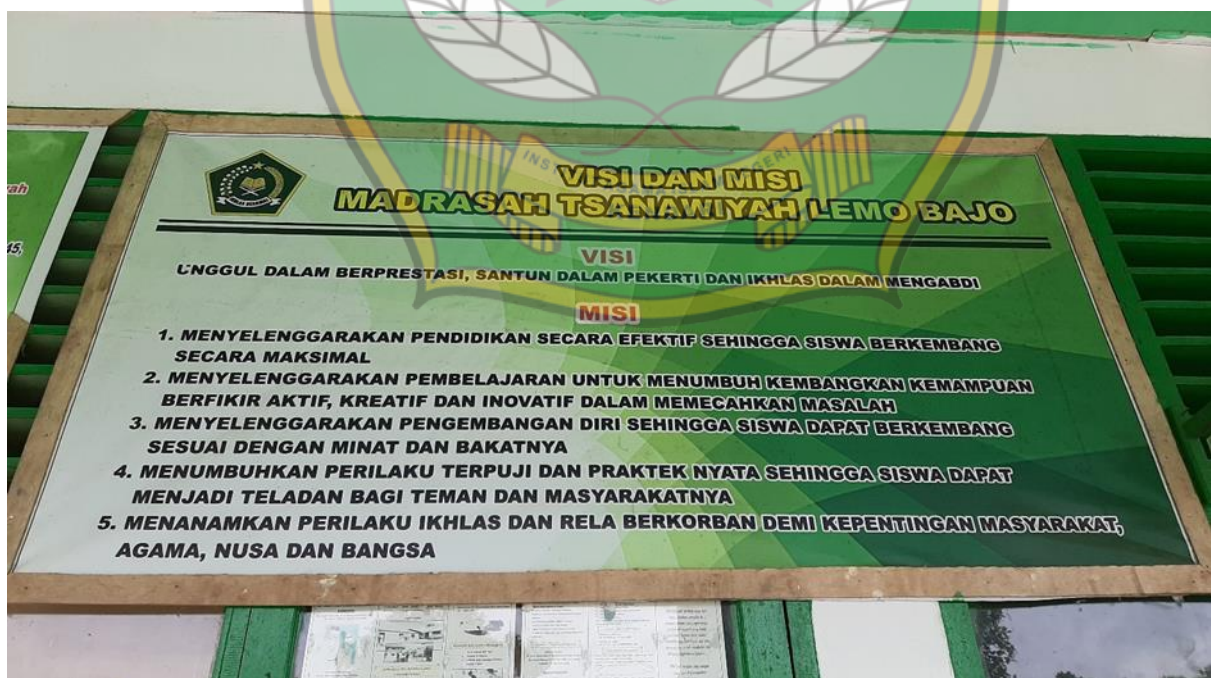 VISI DAN MISI
MADRASAH TSANAWIYAH LEMO BAJO
VISI
UNGGUL DALAM BERPRESTASI, SANTUN DALAM PEKERTI DAN IKHLAS DALAM MENGABDI
MISI
1. MENYELENGGARAKAN PENDIDIKAN SECARA EFEKTIF SEHINGGA SISWA BERKEMBANG
SECARA MAKSIMAL
2. MENYELENGGARAKAN PEMBELAJARAN UNTUK MENUMBUH KEMBANGKAN KEMAMPUAN
BERFIKIR AKTIF, KREATIF DAN INOVATIF DALAM MEMECAHKAN MASALAH
3. MENYELENGGARAKAN PENGEMBANGAN DIRI SEHINGGA SISWA DAPAT BERKEMBANG
SESUAI DENGAN MINAT DAN BAKATNYA
4. MENUMBUHKAN PERILAKU TERPUJI DAN PRAKTEK NYATA SEHINGGA SISWA DAPAT
MENJADI TELADAN BAGI TEMAN DAN MASYARAKATNYA
5. MENANAMKAN PERILAKU IKHLAS DAN RELA BERKORBAN DEMI KEPENTINGAN MASYARAKAT,
AGAMA, NUSA DAN BANGSA
45,